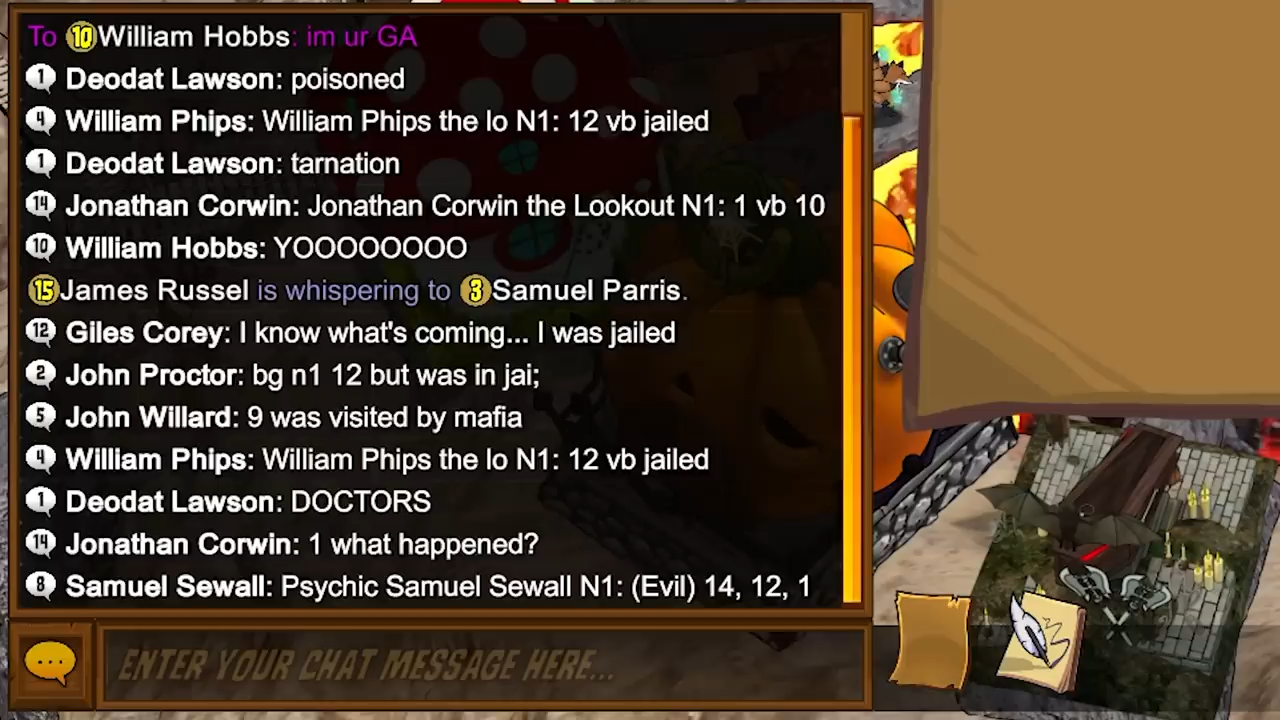 To 10 William Hobbs: im ur GA
1 Deodat Lawson: poisoned
4 William Phips: William Phips the lo N1: 12 vb jailed
1 Deodat Lawson: tarnation
14 Jonathan Corwin: Jonathan Corwin the Lookout N1: 1 vb 10
10 William Hobbs: YOOOOOOOO
15 James Russel is whispering to 3 Samuel Parris.
12 Giles Corey: I know what's coming... I was jailed
2 John Proctor: bg n1 12 but was in jai;
5 John Willard: 9 was visited by mafia
4 William Phips: William Phips the lo N1: 12 vb jailed
1 Deodat Lawson: DOCTORS
14 Jonathan Corwin: 1 what happened?
8 Samuel Sewall: Psychic Samuel Sewall N1: (Evil) 14, 12, 1
ENTER YOUR CHAT MESSAGE HERE...